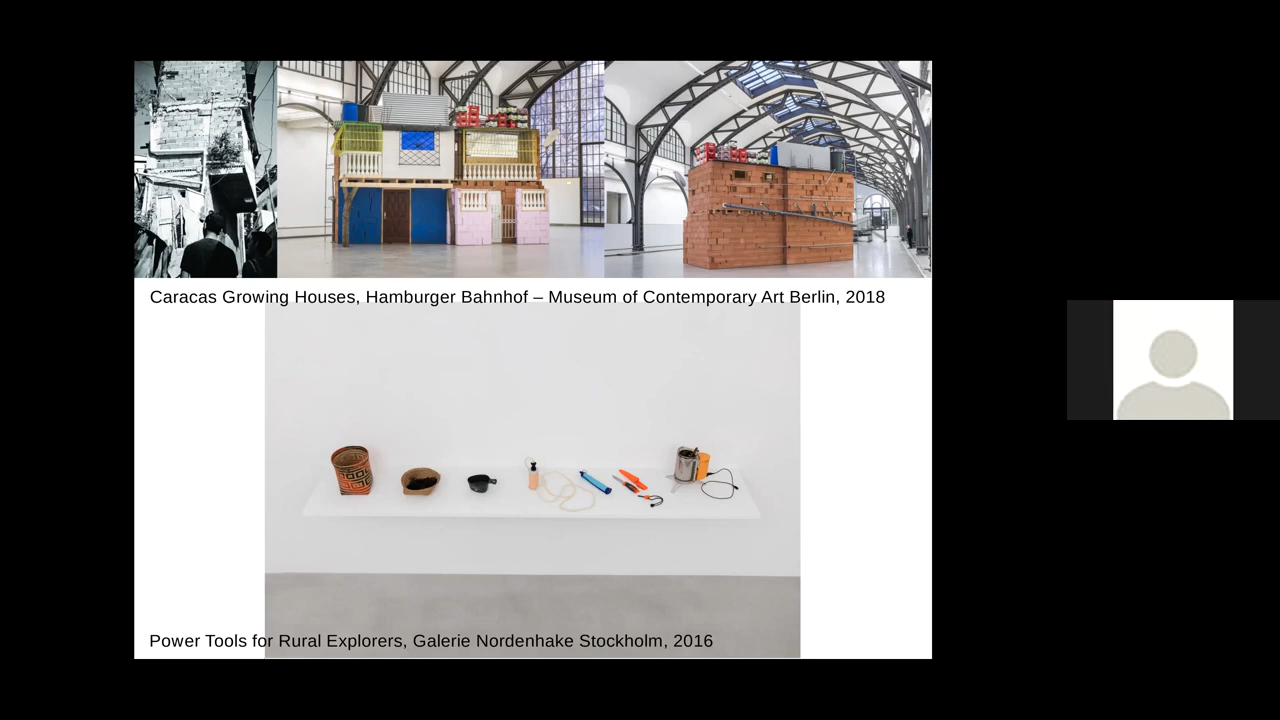 Caracas Growing Houses, Hamburger Bahnhof – Museum of Contemporary Art Berlin, 2018
Power Tools for Rural Explorers, Galerie Nordenhake Stockholm, 2016